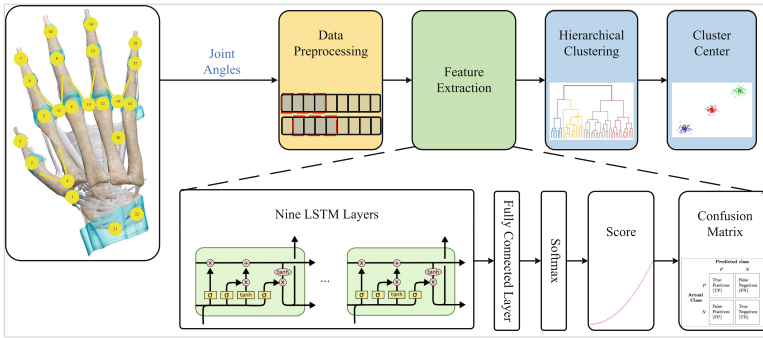 Joint
Angles
Data
Preprocessing
Feature
Extraction
Hierarchical
Clustering
Cluster
Center
Nine LSTM Layers
σ
σ
tanh
σ
tanh
...
σ
σ
tanh
σ
tanh
Fully Connected Layer
Softmax
Score
Confusion
Matrix
Predicted class
P
N
Actual
Class
P
True
Positives
(TP)
False
Negatives
(FN)
N
False
Positives
(FP)
True
Negatives
(TN)